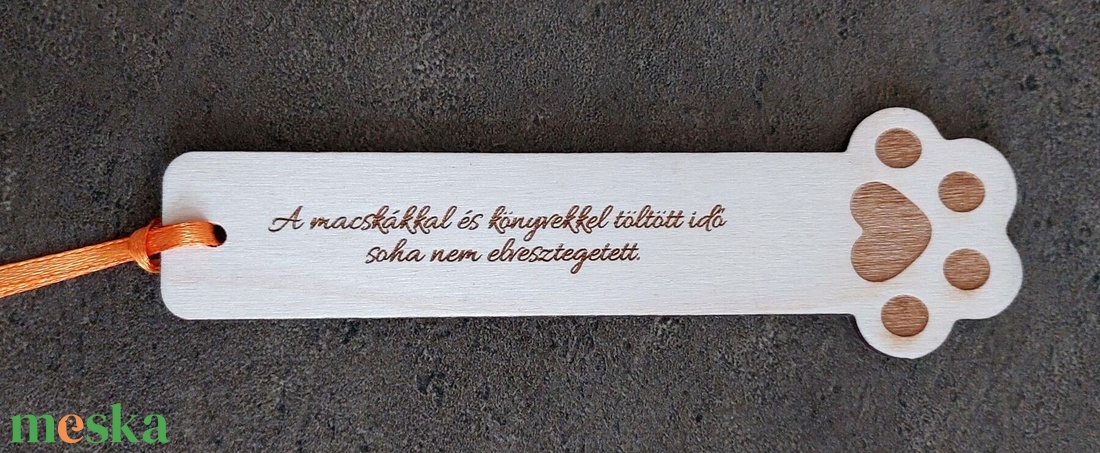 A macskákkal és könyvekkel töltött idő
soha nem elvesztegetett.
meska